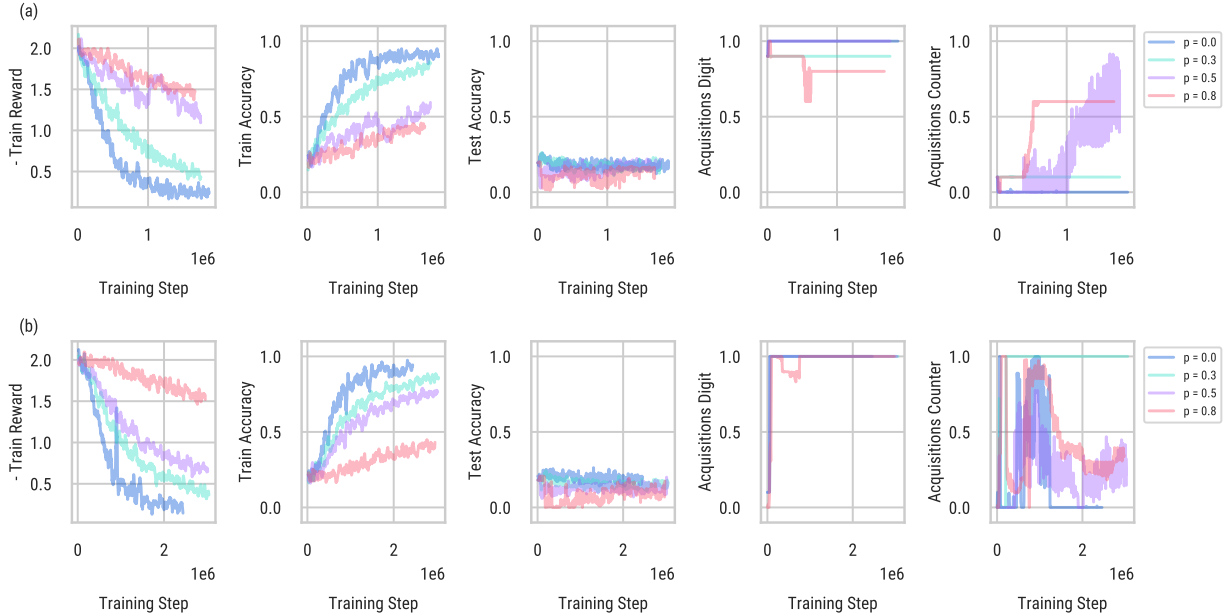 (a)
- Train Reward
2.0
1.5
1.0
0.5
0
1
1e6
Training Step
Train Accuracy
1.0
0.5
0.0
0
1
1e6
Training Step
Test Accuracy
1.0
0.5
0.0
0
1
1e6
Training Step
Acquisitions Digit
1.0
0.5
0.0
0
1
1e6
Training Step
Acquisitions Counter
1.0
0.5
0.0
0
1
1e6
Training Step
p = 0.0
p = 0.3
p = 0.5
p = 0.8
(b)
- Train Reward
2.0
1.5
1.0
0.5
0
2
1e6
Training Step
Train Accuracy
1.0
0.5
0.0
0
2
1e6
Training Step
Test Accuracy
1.0
0.5
0.0
0
2
1e6
Training Step
Acquisitions Digit
1.0
0.5
0.0
0
2
1e6
Training Step
Acquisitions Counter
1.0
0.5
0.0
0
2
1e6
Training Step
p = 0.0
p = 0.3
p = 0.5
p = 0.8